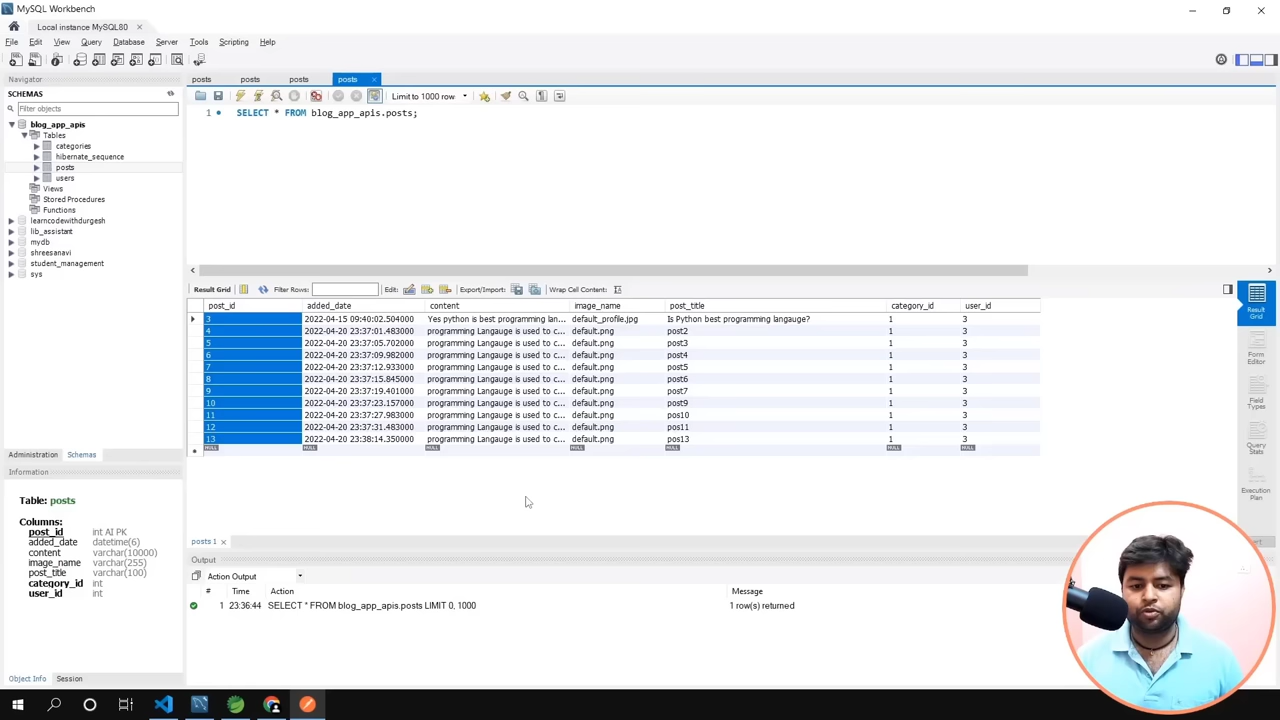 MySQL Workbench
Local instance MySQL80
File Edit View Query Database Server Tools Scripting Help
Navigator
posts posts posts posts
SCHEMAS
Limit to 1000 row
Filter objects
1 SELECT * FROM blog_app_apis.posts;
blog_app_apis
Tables
categories
hibernate_sequence
posts
users
Views
Stored Procedures
Functions
learncodewithdurgesh
lib_assistant
mydb
shreesanavi
student_management
sys
Result Grid Filter Rows: Edit: Export/Import: Wrap Cell Content:
post_id added_date content image_name post_title category_id user_id
3 2022-04-15 09:40:02.504000 Yes python is best programming lan... default_profile.jpg Is Python best programming langauge? 1 3
4 2022-04-20 23:37:01.483000 programming Langauge is used to c... default.png post2 1 3
5 2022-04-20 23:37:05.702000 programming Langauge is used to c... default.png post3 1 3
6 2022-04-20 23:37:09.982000 programming Langauge is used to c... default.png post4 1 3
7 2022-04-20 23:37:12.933000 programming Langauge is used to c... default.png post5 1 3
8 2022-04-20 23:37:15.845000 programming Langauge is used to c... default.png post6 1 3
9 2022-04-20 23:37:19.401000 programming Langauge is used to c... default.png post7 1 3
10 2022-04-20 23:37:23.157000 programming Langauge is used to c... default.png post9 1 3
11 2022-04-20 23:37:27.983000 programming Langauge is used to c... default.png pos10 1 3
12 2022-04-20 23:37:31.483000 programming Langauge is used to c... default.png pos11 1 3
13 2022-04-20 23:38:14.350000 programming Langauge is used to c... default.png pos13 1 3
NULL NULL NULL NULL NULL NULL NULL
Result Grid
Form Editor
Field Types
Query Stats
Execution Plan
Administration Schemas
Information
Table: posts
Columns:
post_id int AI PK
added_date datetime(6)
content varchar(10000)
image_name varchar(255)
post_title varchar(100)
category_id int
user_id int
posts 1
Output
Action Output
# Time Action Message
1 23:36:44 SELECT * FROM blog_app_apis.posts LIMIT 0, 1000 1 row(s) returned
Object Info Session